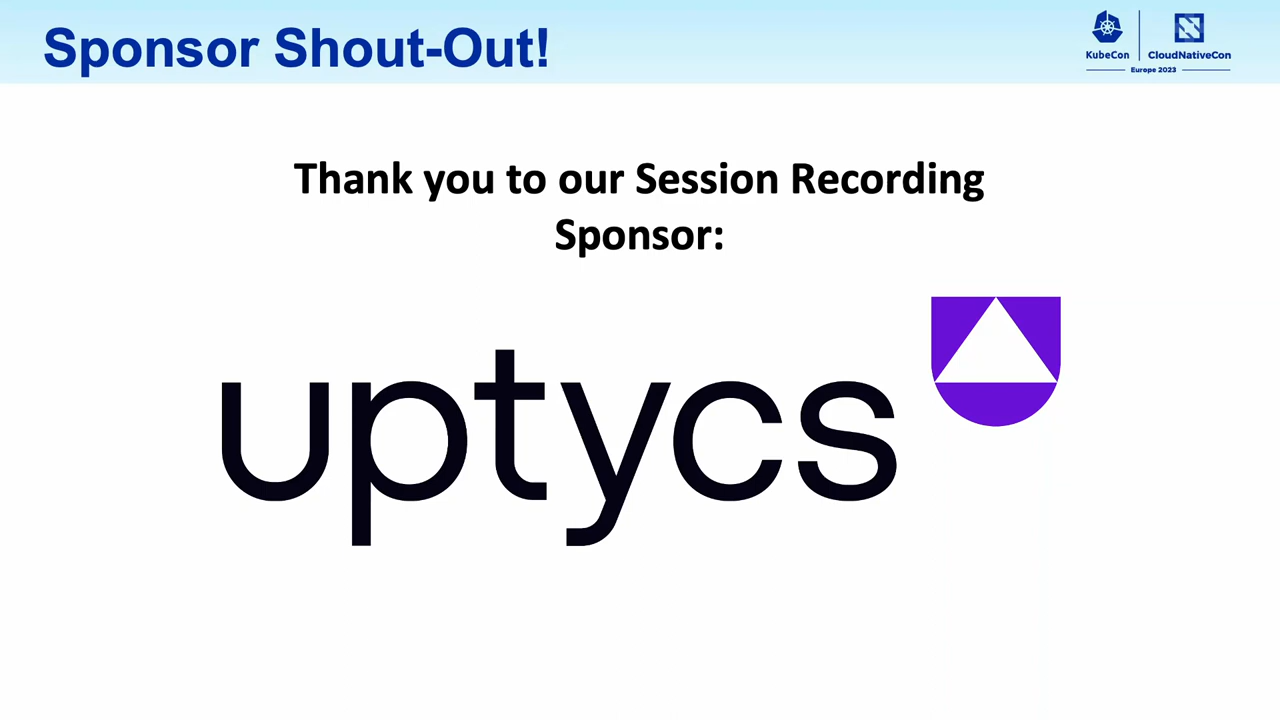 Sponsor Shout-Out!
KubeCon
CloudNativeCon
Europe 2023
Thank you to our Session Recording
Sponsor:
uptycs